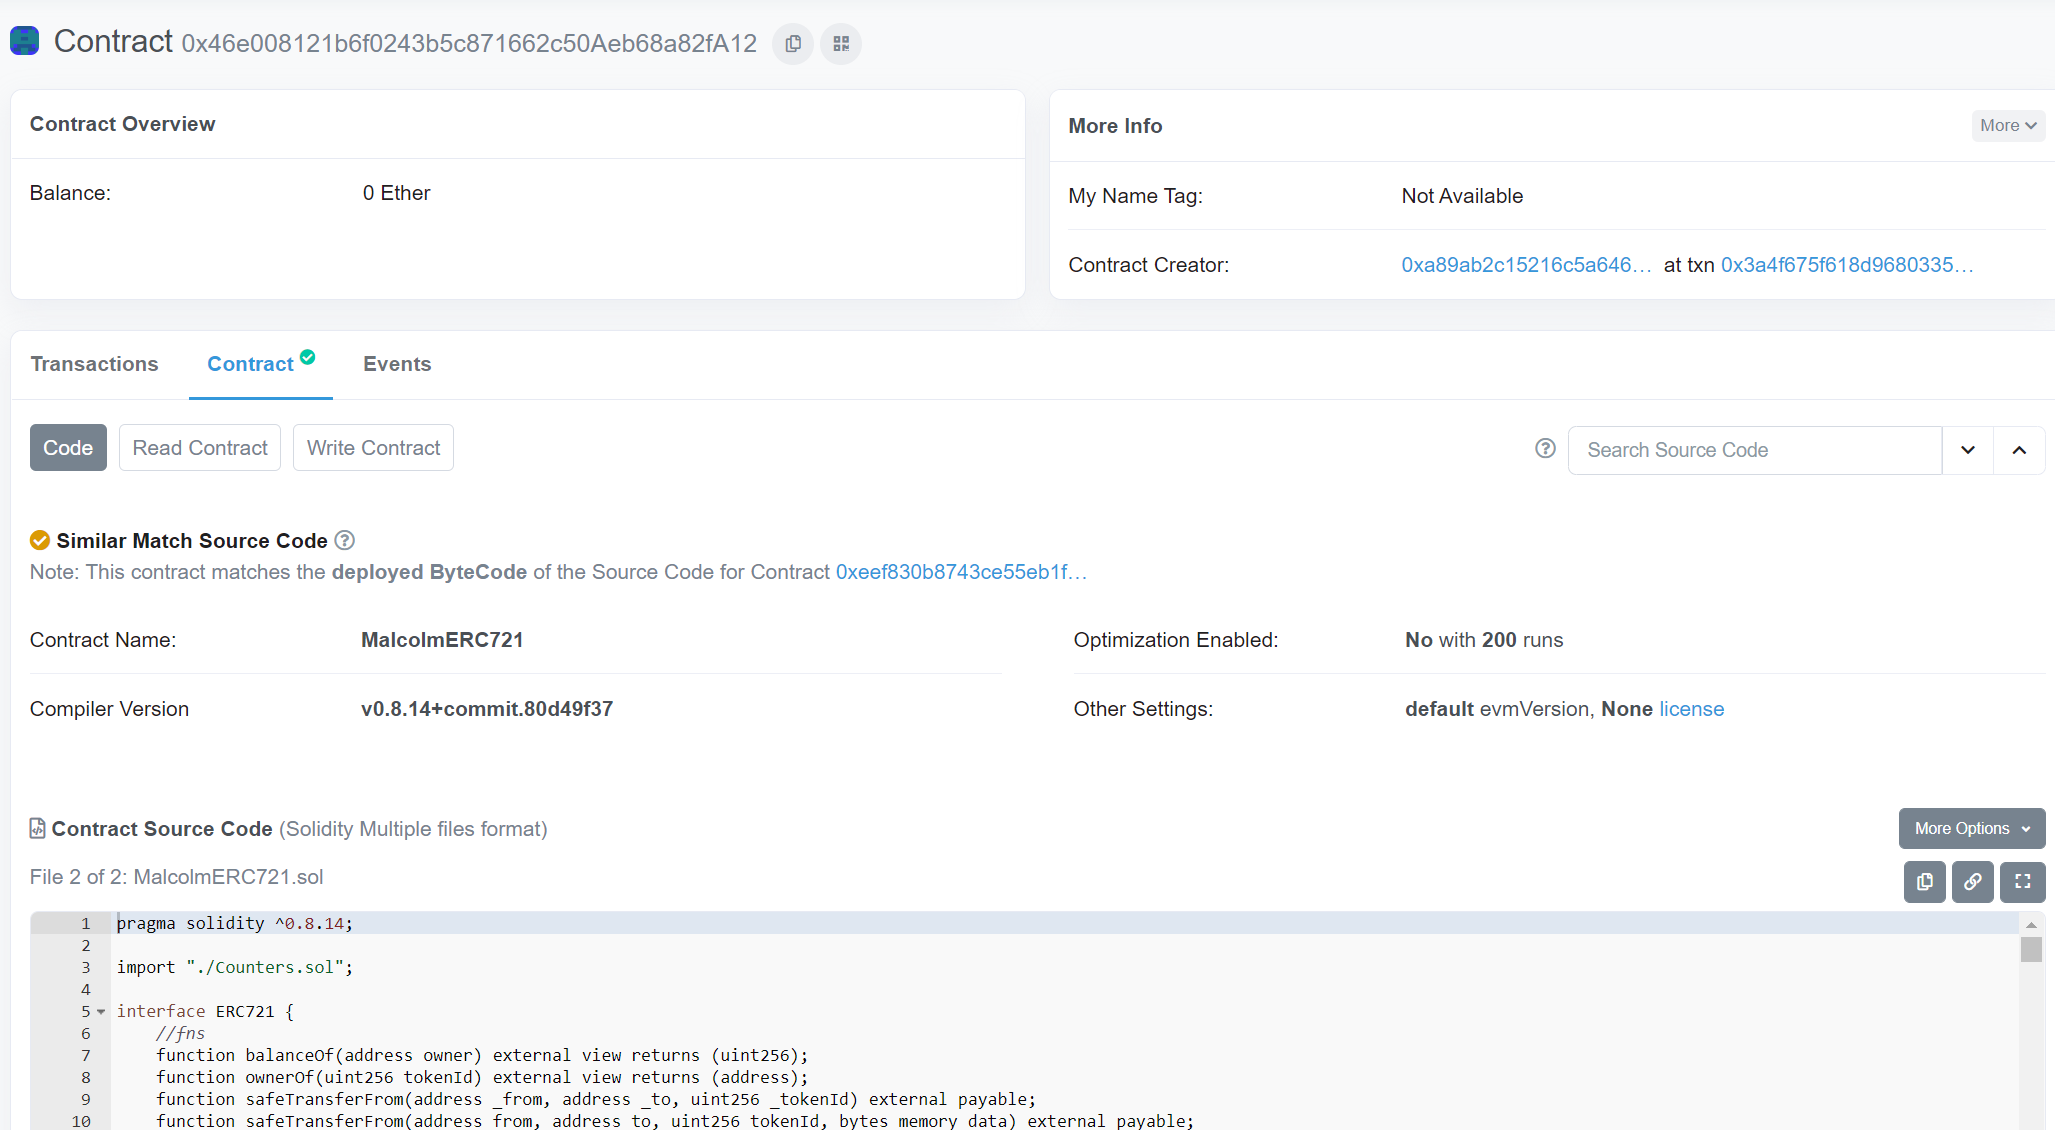 Contract 0x46e008121b6f0243b5c871662c50Aeb68a82fA12
Contract Overview
Balance: 0 Ether
More Info
More
My Name Tag: Not Available
Contract Creator: 0xa89ab2c15216c5a646... at txn 0x3a4f675f618d9680335...
Transactions Contract Events
Code Read Contract Write Contract
Search Source Code
Similar Match Source Code
Note: This contract matches the deployed ByteCode of the Source Code for Contract 0xeef830b8743ce55eb1f...
Contract Name: MalcolmERC721
Optimization Enabled: No with 200 runs
Compiler Version v0.8.14+commit.80d49f37
Other Settings: default evmVersion, None license
Contract Source Code (Solidity Multiple files format)
More Options
File 2 of 2: MalcolmERC721.sol
1 pragma solidity ^0.8.14;
2
3 import "./Counters.sol";
4
5 interface ERC721 {
6 //fns
7 function balanceOf(address owner) external view returns (uint256);
8 function ownerOf(uint256 tokenId) external view returns (address);
9 function safeTransferFrom(address _from, address _to, uint256 _tokenId) external payable;
10 function safeTransferFrom(address from, address to, uint256 tokenId, bytes memory data) external payable;